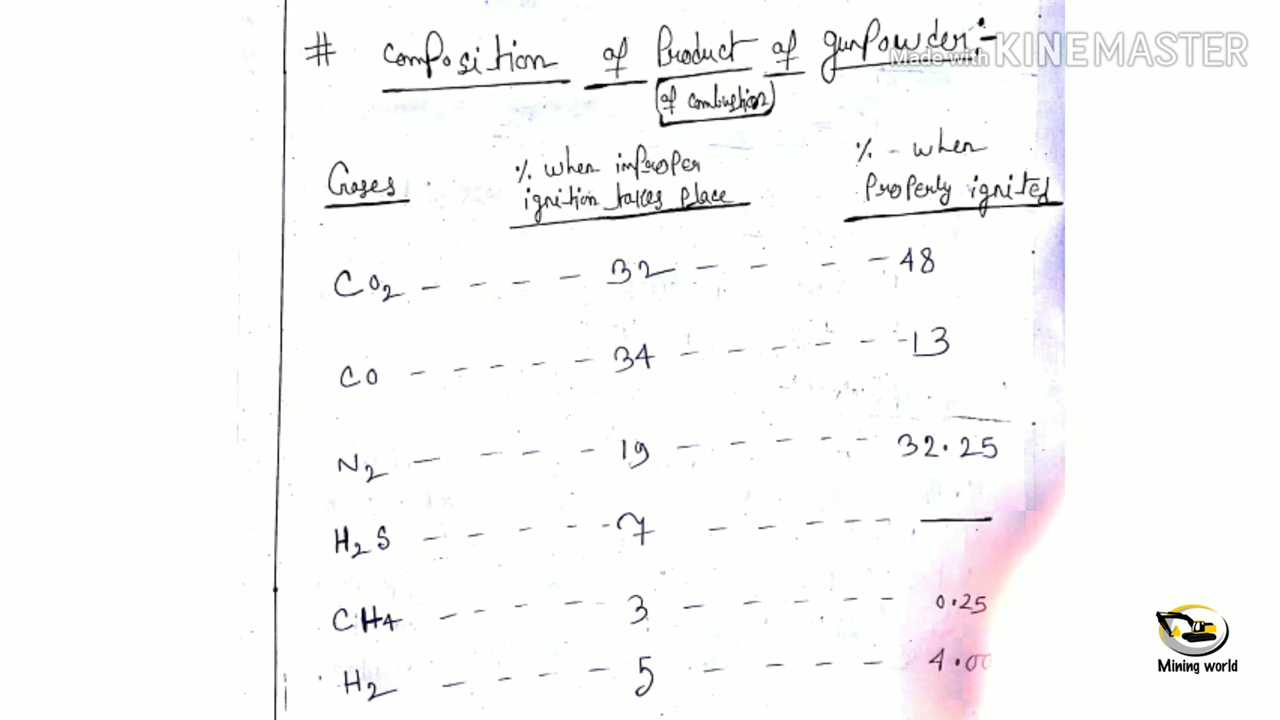 # Composition of Product of gunpowder:-
Made with KINEMASTER
(of combustion)
Gases % when improper % - when
ignition takes place Properly ignited
CO2 - - - - 32 - - - - 48
CO - - - - - 34 - - - - - 13
N2 - - - - 19 - - - - - 32.25
H2S - - - - - 7 - - - - - —
CH4 - - - - 3 - - - - - 0.25
H2 - - - - - 5 - - - - 4.00
Mining world